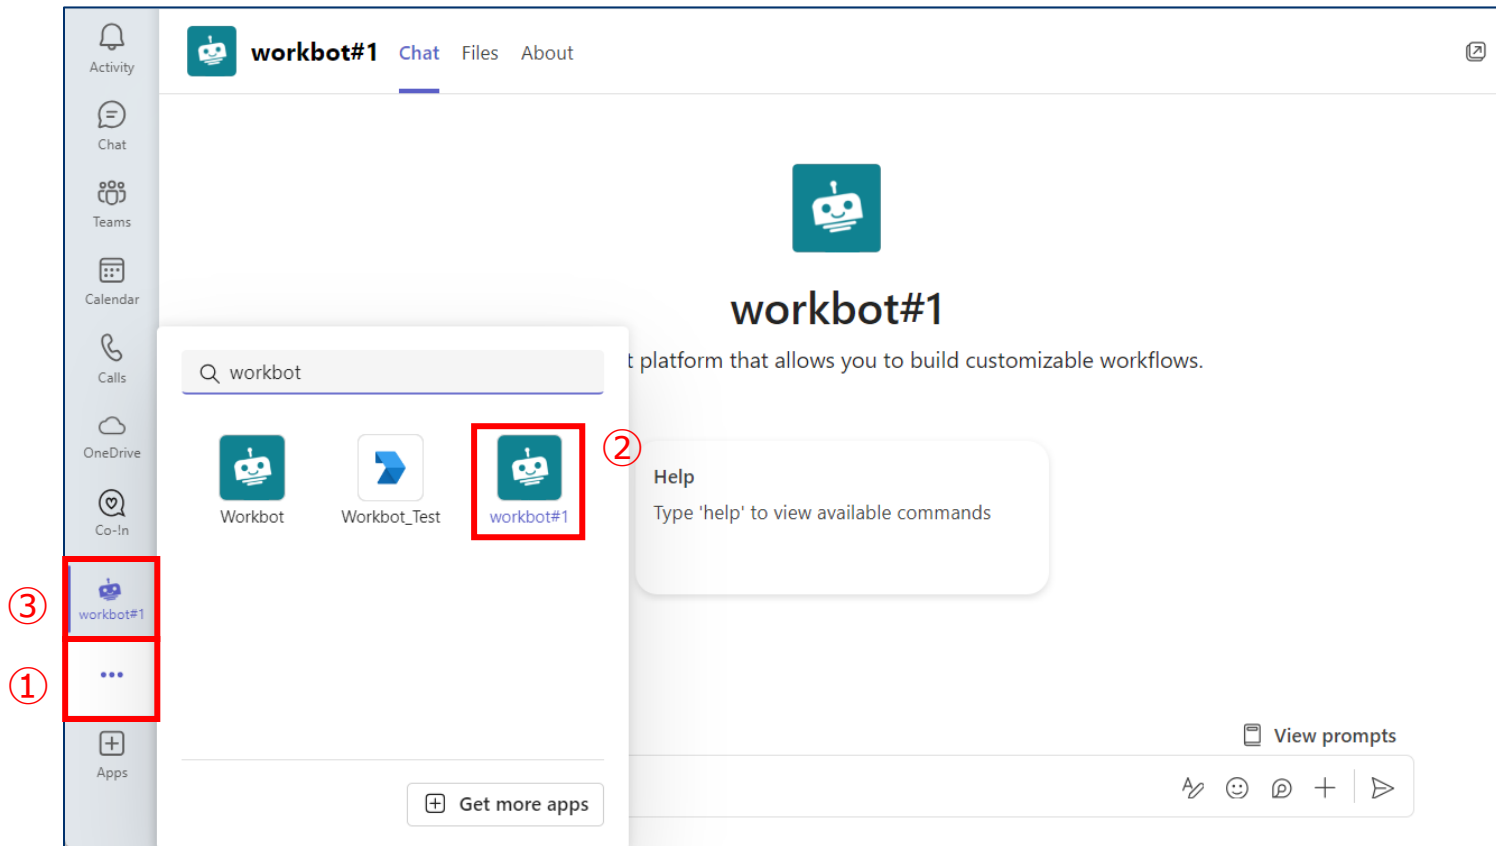 Activity
Chat
Teams
Calendar
Calls
OneDrive
Co-!n
③
workbot#1
①
•••
Apps
workbot#1 Chat Files About
workbot#1
t platform that allows you to build customizable workflows.
workbot
②
Workbot Workbot_Test workbot#1
Help
Type 'help' to view available commands
View prompts
Get more apps